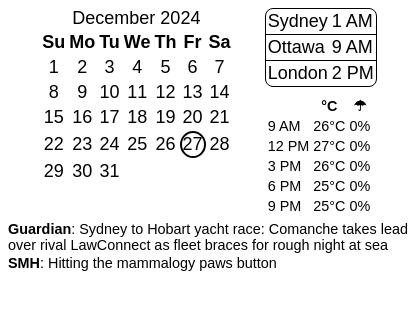 December 2024
Su Mo Tu We Th Fr Sa
1 2 3 4 5 6 7
8 9 10 11 12 13 14
15 16 17 18 19 20 21
22 23 24 25 26 27 28
29 30 31
Sydney 1 AM
Ottawa 9 AM
London 2 PM
°C ☂
9 AM 26°C 0%
12 PM 27°C 0%
3 PM 26°C 0%
6 PM 25°C 0%
9 PM 25°C 0%
Guardian: Sydney to Hobart yacht race: Comanche takes lead
over rival LawConnect as fleet braces for rough night at sea
SMH: Hitting the mammalogy paws button